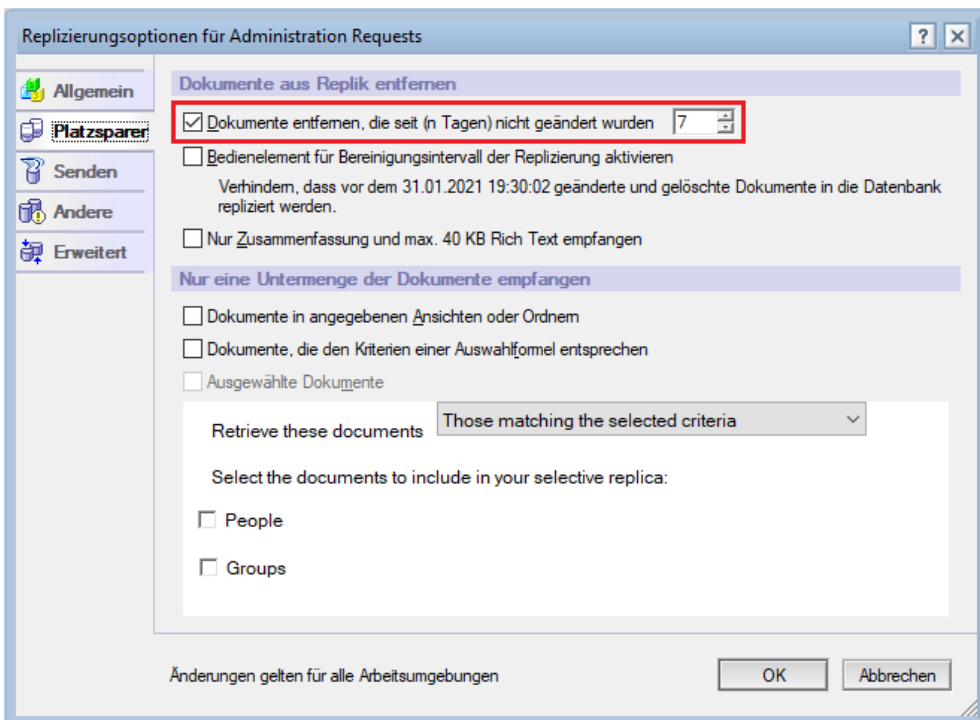 Replizierungsoptionen für Administration Requests
Allgemein
Platzsparer
Senden
Andere
Erweitert
Dokumente aus Replik entfernen
Dokumente entfernen, die seit (n Tagen) nicht geändert wurden 7
Bedienelement für Bereinigungsintervall der Replizierung aktivieren
Verhindern, dass vor dem 31.01.2021 19:30:02 geänderte und gelöschte Dokumente in die Datenbank
repliziert werden.
Nur Zusammenfassung und max. 40 KB Rich Text empfangen
Nur eine Untermenge der Dokumente empfangen
Dokumente in angegebenen Ansichten oder Ordnern
Dokumente, die den Kriterien einer Auswahlformel entsprechen
Ausgewählte Dokumente
Retrieve these documents Those matching the selected criteria
Select the documents to include in your selective replica:
People
Groups
Änderungen gelten für alle Arbeitsumgebungen OK Abbrechen